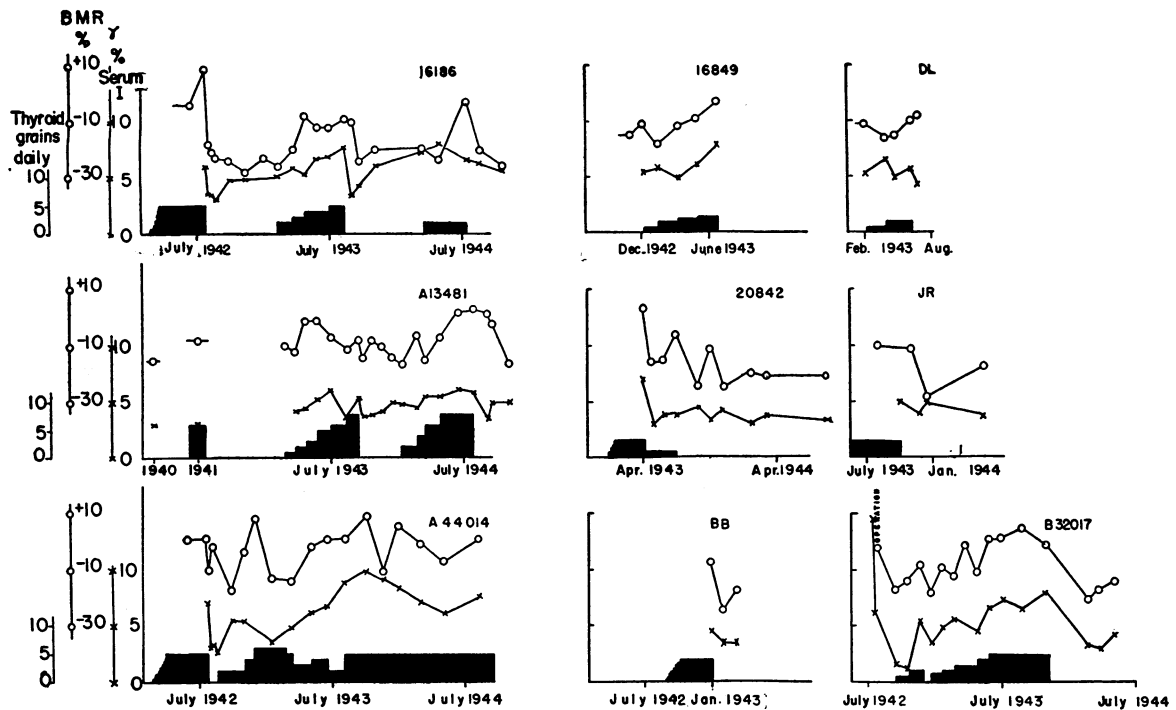 BMR γ
% %
Serum I
Thyroid grains daily
+10
-10
-30
10
5
0
10
5
0
J6186
July 1942 July 1943 July 1944
16849
Dec. 1942 June 1943
DL
Feb. 1943 Aug.
+10
-10
-30
10
5
0
10
5
0
A13481
1940 1941 July 1943 July 1944
20842
Apr. 1943 Apr. 1944
JR
July 1943 Jan. 1944
+10
-10
-30
10
5
0
10
5
0
A 44014
July 1942 July 1943 July 1944
BB
July 1942 Jan. 1943
OPERATION
B32017
July 1942 July 1943 July 1944